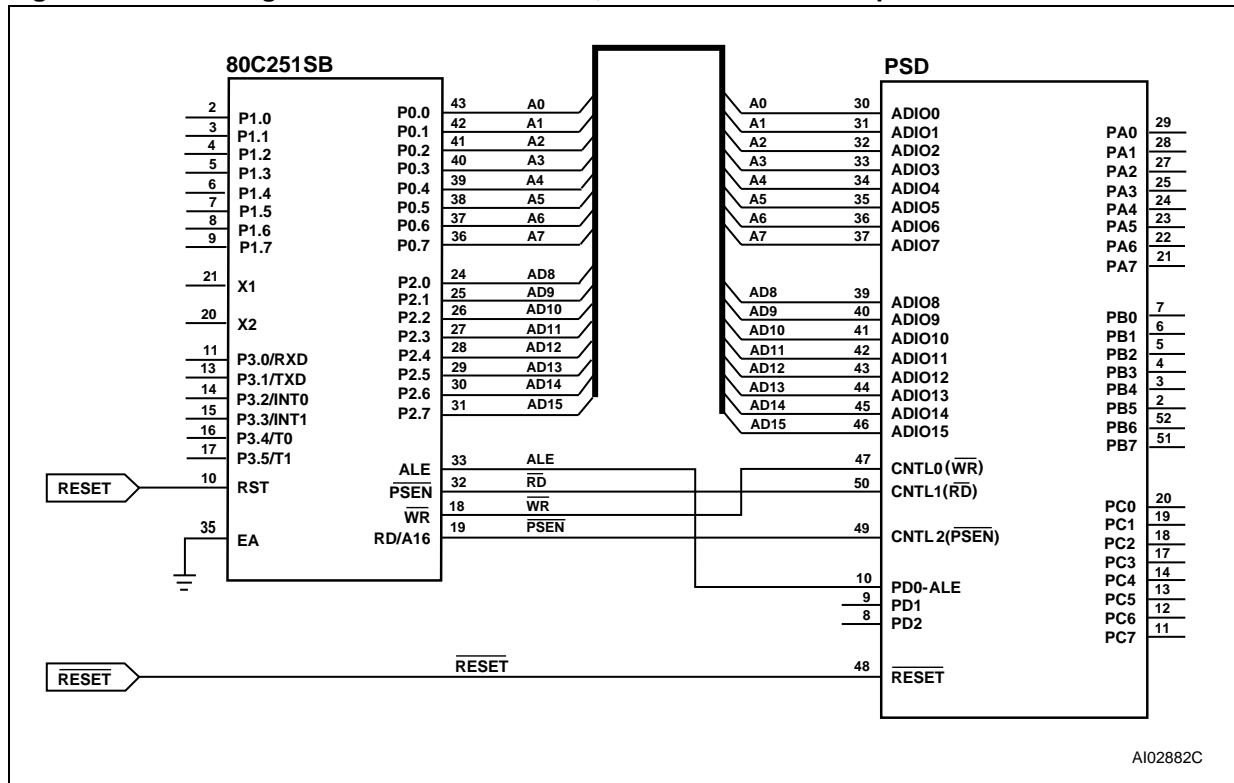 80C251SB
PSD
2 P1.0
3 P1.1
4 P1.2
5 P1.3
6 P1.4
7 P1.5
8 P1.6
9 P1.7
21 X1
20 X2
11 P3.0/RXD
13 P3.1/TXD
14 P3.2/INT0
15 P3.3/INT1
16 P3.4/T0
17 P3.5/T1
RESET 10 RST
35 EA
P0.0 43 A0
P0.1 42 A1
P0.2 41 A2
P0.3 40 A3
P0.4 39 A4
P0.5 38 A5
P0.6 37 A6
P0.7 36 A7
P2.0 24 AD8
P2.1 25 AD9
P2.2 26 AD10
P2.3 27 AD11
P2.4 28 AD12
P2.5 29 AD13
P2.6 30 AD14
P2.7 31 AD15
ALE 33 ALE
PSEN 32 RD
WR 18 WR
RD/A16 19 PSEN
A0 30 ADIO0
A1 31 ADIO1
A2 32 ADIO2
A3 33 ADIO3
A4 34 ADIO4
A5 35 ADIO5
A6 36 ADIO6
A7 37 ADIO7
AD8 39 ADIO8
AD9 40 ADIO9
AD10 41 ADIO10
AD11 42 ADIO11
AD12 43 ADIO12
AD13 44 ADIO13
AD14 45 ADIO14
AD15 46 ADIO15
47 CNTL0(WR)
50 CNTL1(RD)
49 CNTL 2(PSEN)
10 PD0-ALE
9 PD1
8 PD2
RESET RESET 48 RESET
PA0 29
PA1 28
PA2 27
PA3 25
PA4 24
PA5 23
PA6 22
PA7 21
PB0 7
PB1 6
PB2 5
PB3 4
PB4 3
PB5 2
PB6 52
PB7 51
PC0 20
PC1 19
PC2 18
PC3 17
PC4 14
PC5 13
PC6 12
PC7 11
AI02882C